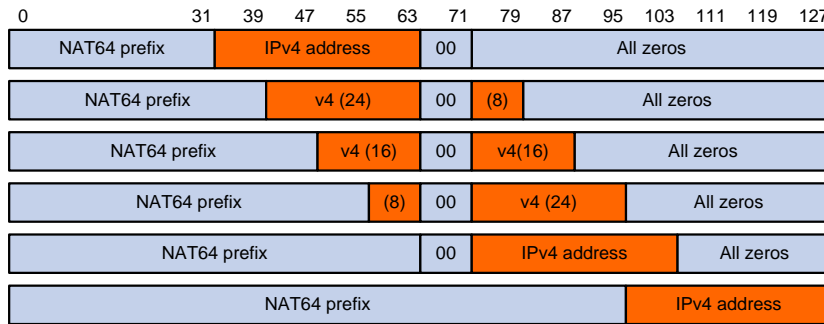 0 31 39 47 55 63 71 79 87 95 103 111 119 127
NAT64 prefix IPv4 address 00 All zeros
NAT64 prefix v4 (24) 00 (8) All zeros
NAT64 prefix v4 (16) 00 v4(16) All zeros
NAT64 prefix (8) 00 v4 (24) All zeros
NAT64 prefix 00 IPv4 address All zeros
NAT64 prefix IPv4 address